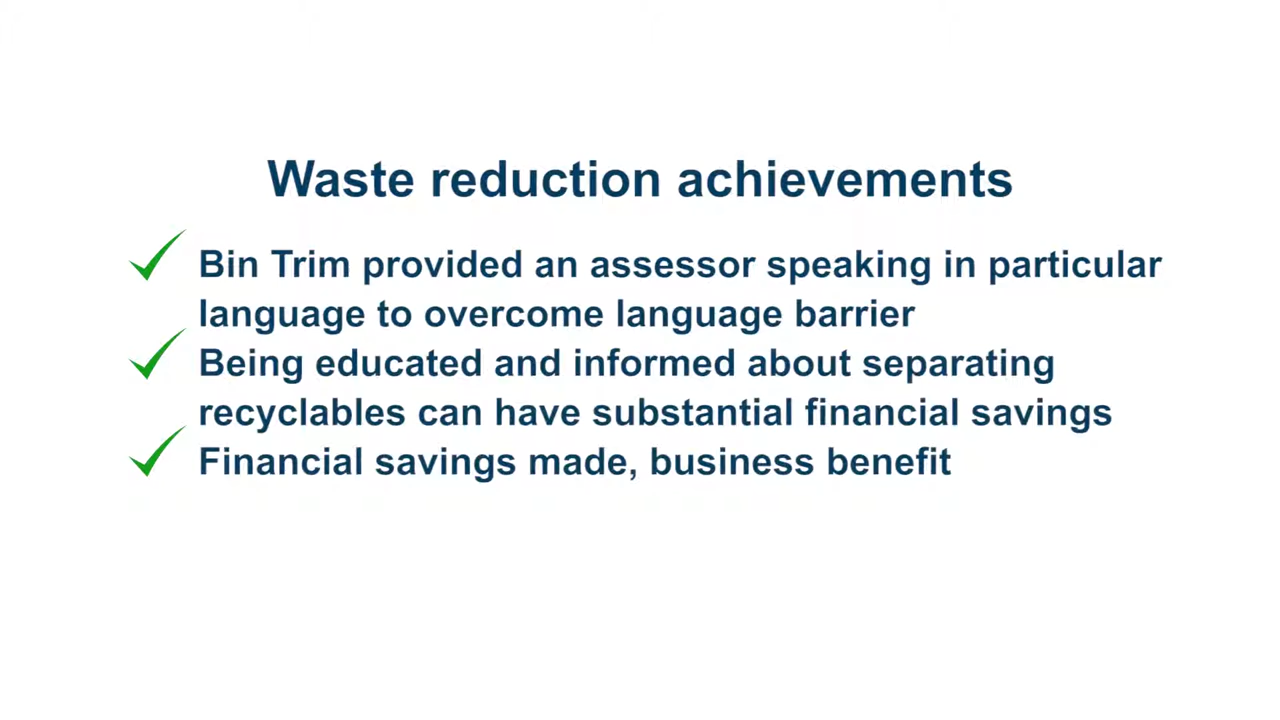 Waste reduction achievements
Bin Trim provided an assessor speaking in particular
language to overcome language barrier
Being educated and informed about separating
recyclables can have substantial financial savings
Financial savings made, business benefit